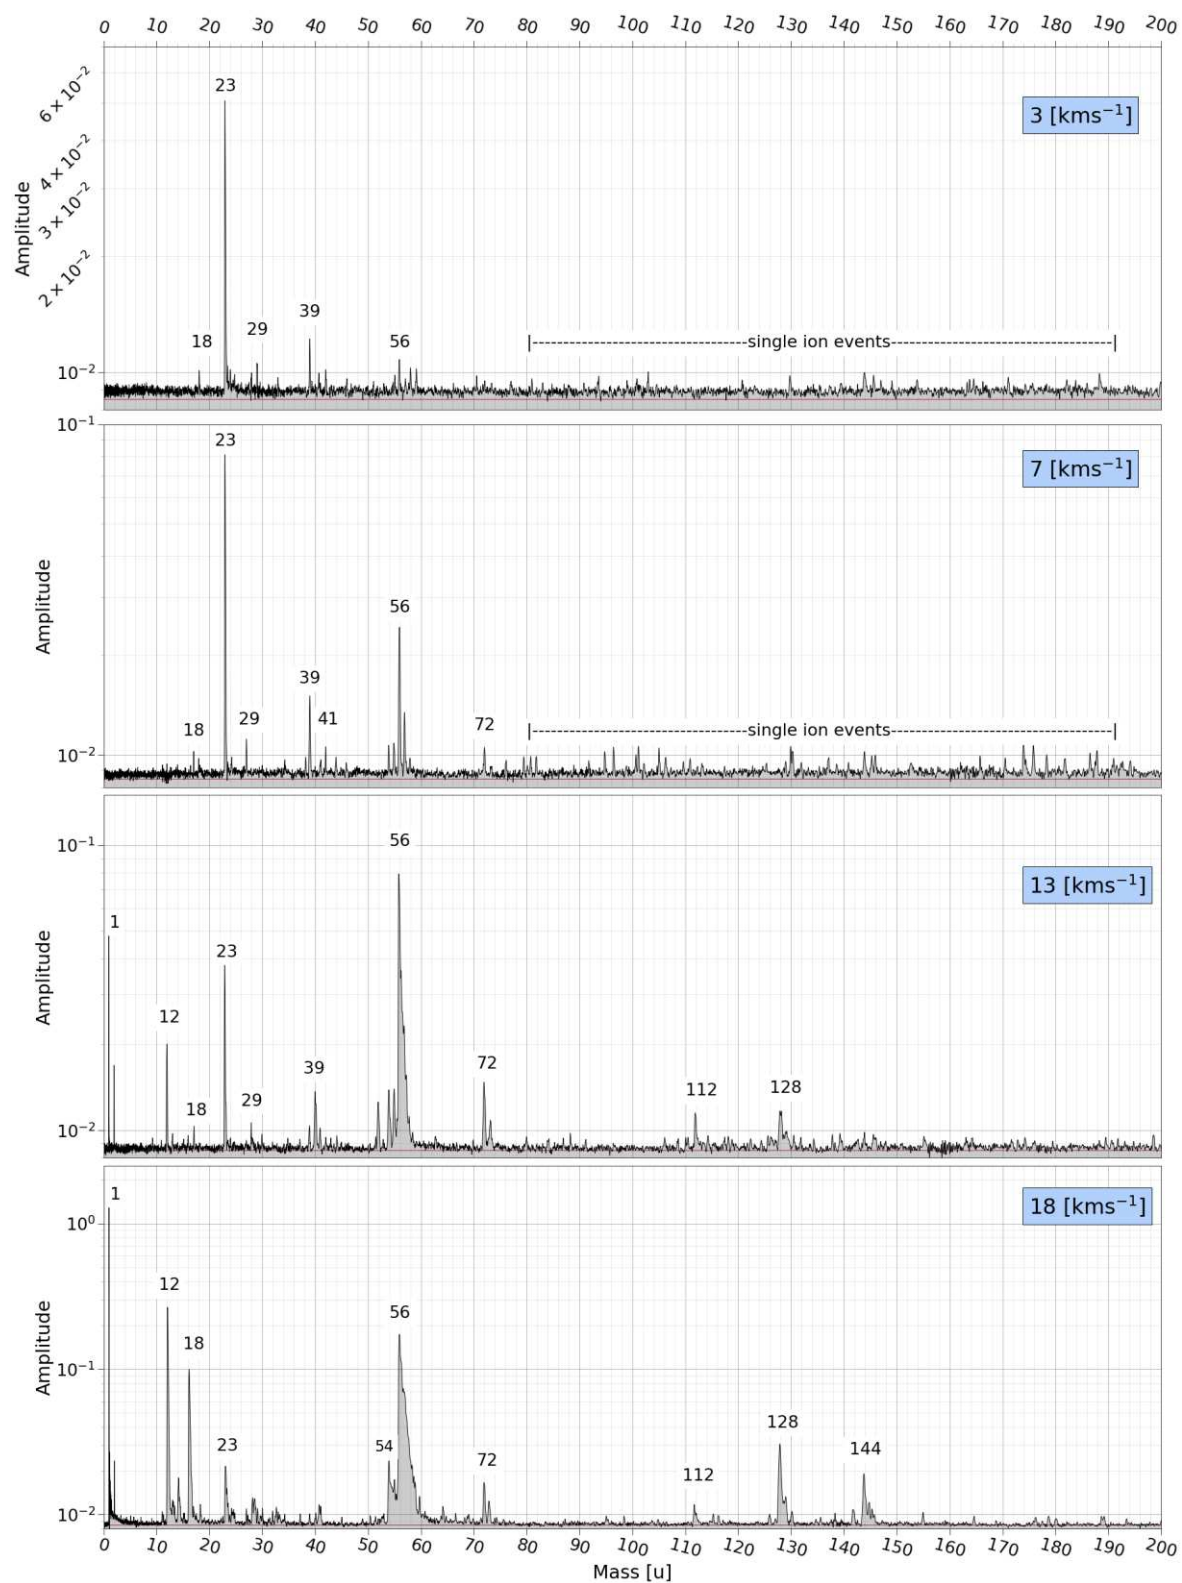 0 10 20 30 40 50 60 70 80 90 100 110 120 130 140 150 160 170 180 190 200
6 × 10⁻²
4 × 10⁻²
3 × 10⁻²
2 × 10⁻²
10⁻²
Amplitude
3 [kms⁻¹]
23
18
29
39
56
single ion events
10⁻¹
10⁻²
Amplitude
7 [kms⁻¹]
23
18
29
39
41
56
72
single ion events
10⁻¹
10⁻²
Amplitude
13 [kms⁻¹]
1
12
18
23
29
39
56
72
112
128
10⁰
10⁻¹
10⁻²
Amplitude
18 [kms⁻¹]
1
12
18
23
54
56
72
112
128
144
0 10 20 30 40 50 60 70 80 90 100 110 120 130 140 150 160 170 180 190 200
Mass [u]